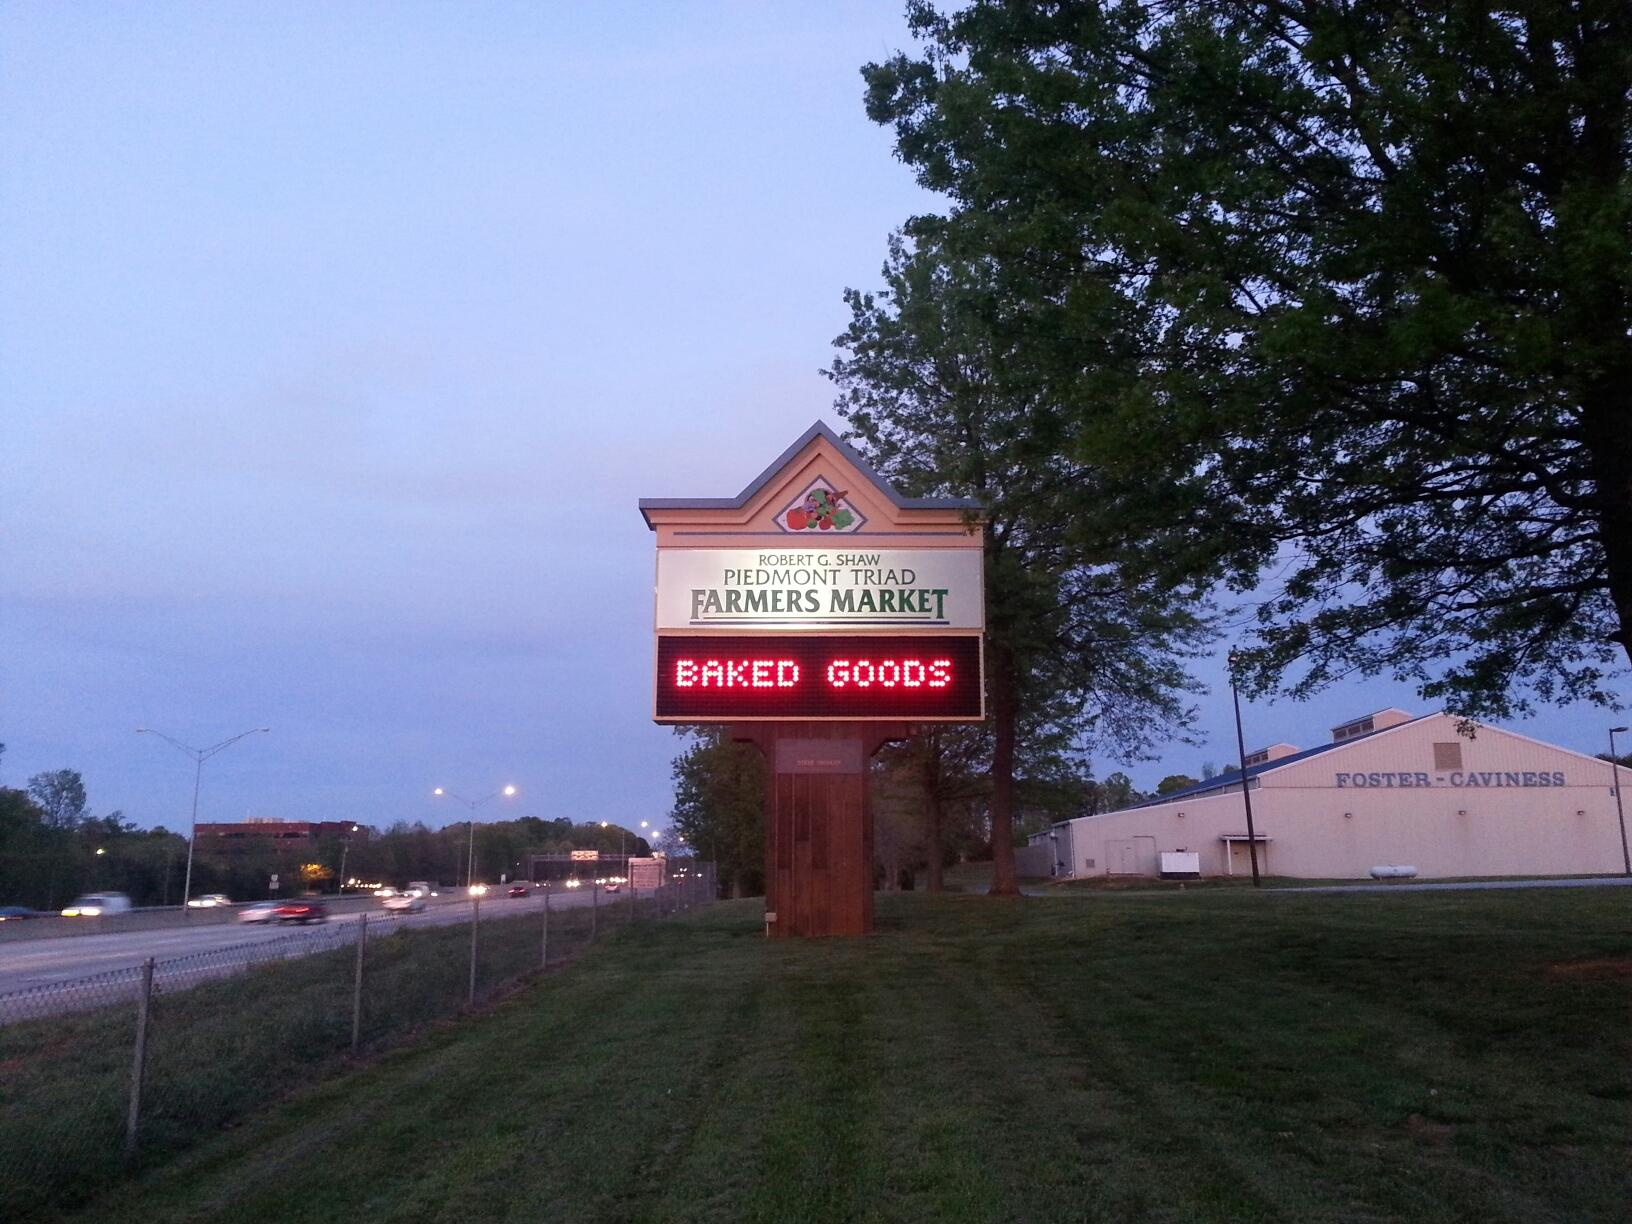 ROBERT G. SHAW
PIEDMONT TRIAD
FARMERS MARKET
BAKED GOODS
FOSTER-CAVINESS